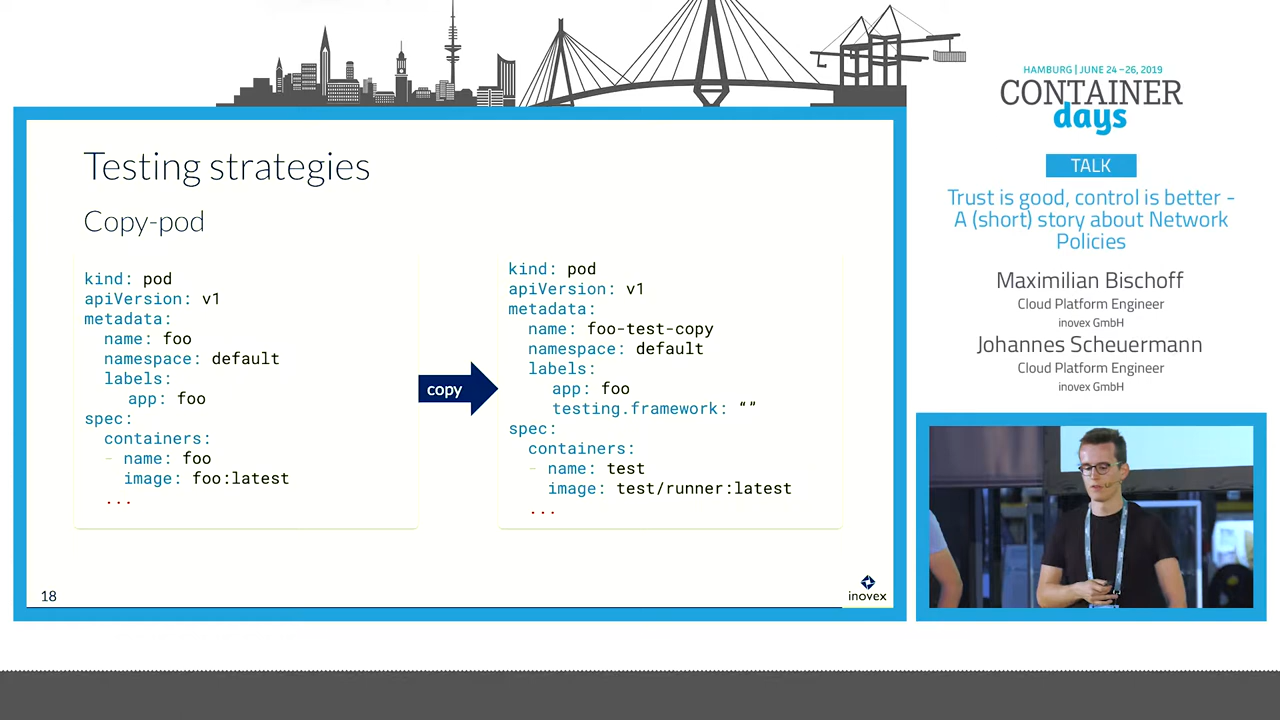 Testing strategies
Copy-pod
kind: pod
apiVersion: v1
metadata:
name: foo
namespace: default
labels:
app: foo
spec:
containers:
- name: foo
image: foo:latest
...
copy
kind: pod
apiVersion: v1
metadata:
name: foo-test-copy
namespace: default
labels:
app: foo
testing.framework: “”
spec:
containers:
- name: test
image: test/runner:latest
...
18
inovex
HAMBURG | JUNE 24 –26, 2019
CONTAINER
days
TALK
Trust is good, control is better -
A (short) story about Network
Policies
Maximilian Bischoff
Cloud Platform Engineer
inovex GmbH
Johannes Scheuermann
Cloud Platform Engineer
inovex GmbH